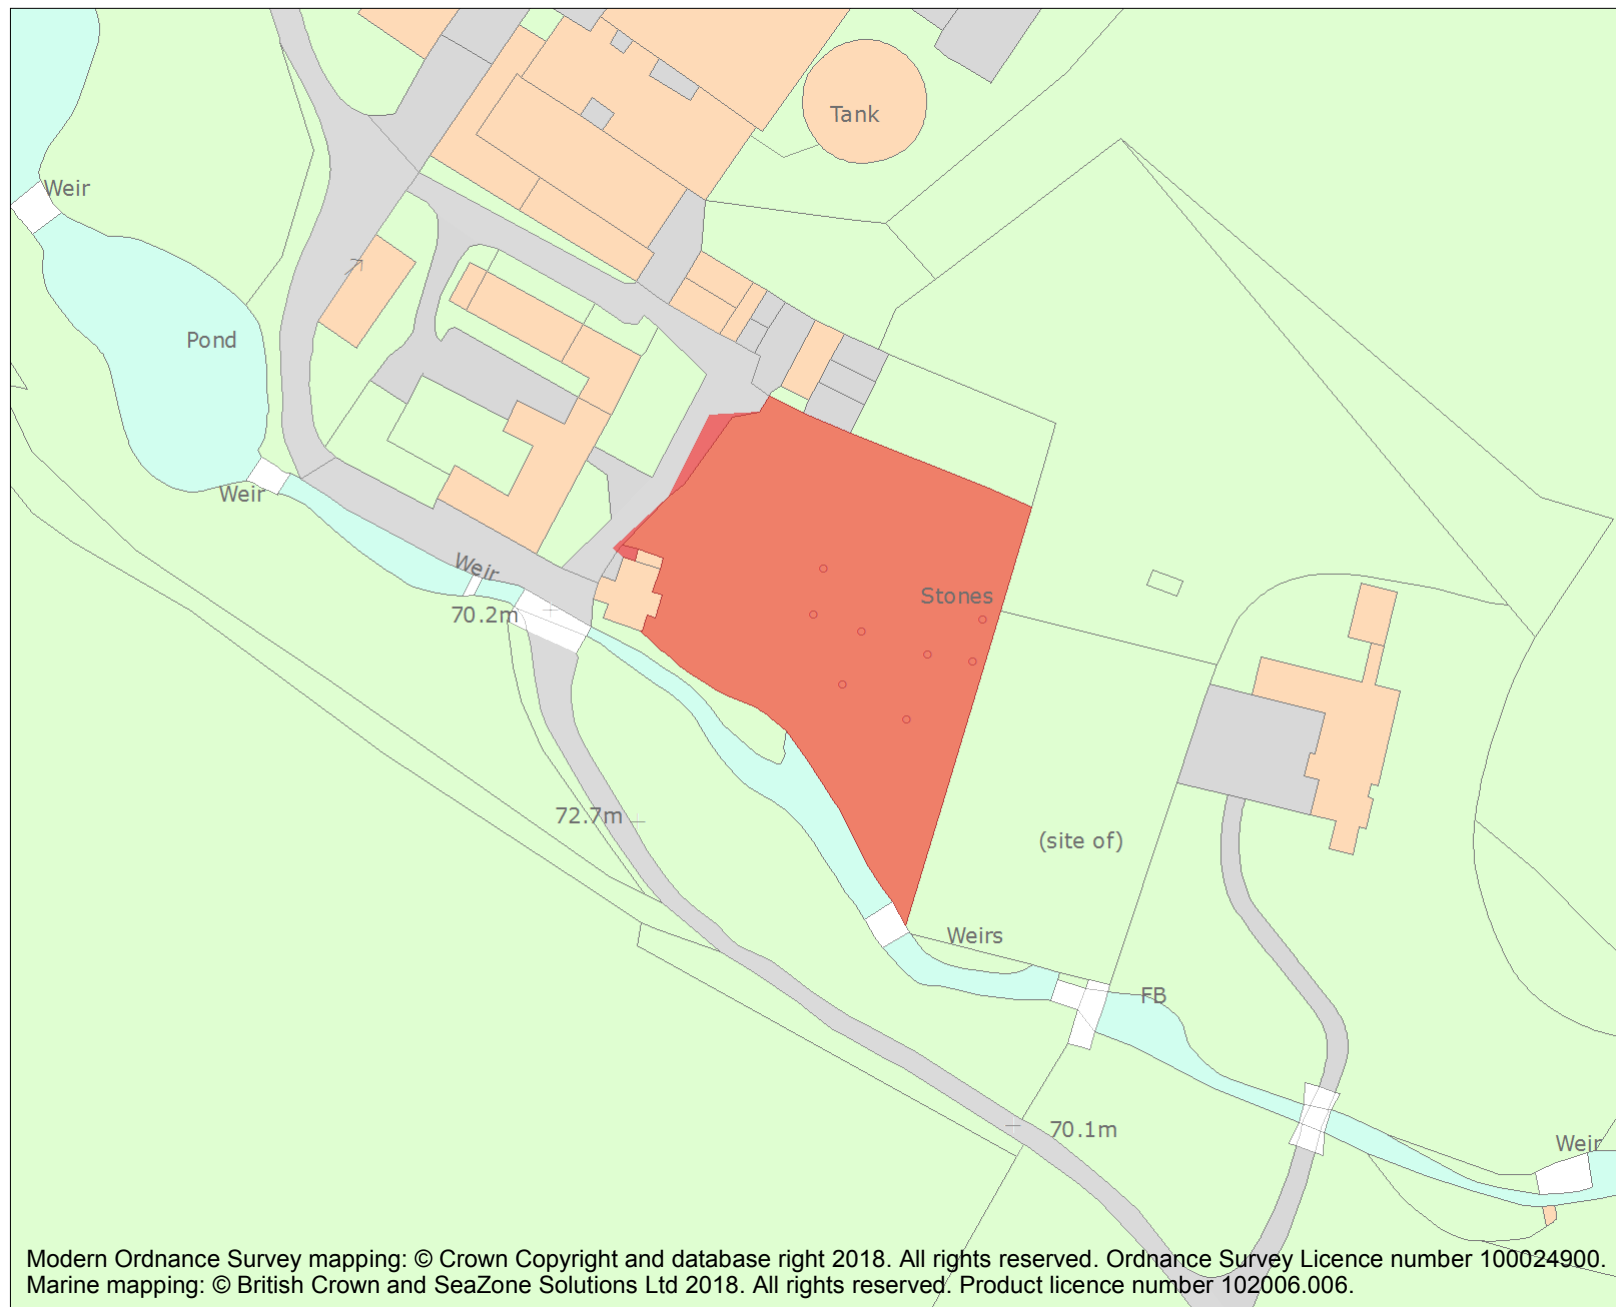 Tank
Weir
Pond
Weir
Weir
Stones
70.2m
72.7m
(site of)
Weirs
FB
70.1m
Weir
Modern Ordnance Survey mapping: © Crown Copyright and database right 2018. All rights reserved. Ordnance Survey Licence number 100024900.
Marine mapping: © British Crown and SeaZone Solutions Ltd 2018. All rights reserved. Product licence number 102006.006.